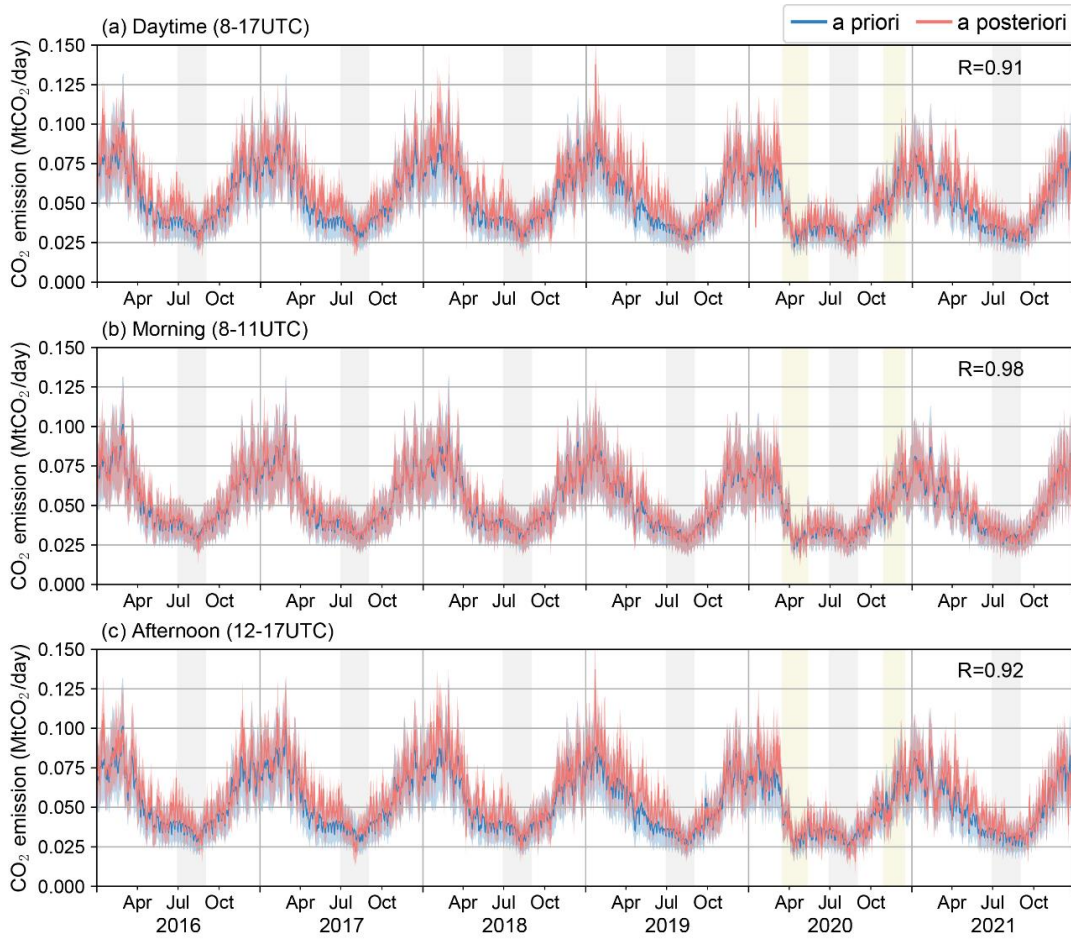 (a) Daytime (8-17UTC)
a priori a posteriori
CO₂ emission (MtCO₂/day)
0.150
0.125
0.100
0.075
0.050
0.025
0.000
R=0.91
Apr Jul Oct Apr Jul Oct Apr Jul Oct Apr Jul Oct Apr Jul Oct Apr Jul Oct
(b) Morning (8-11UTC)
CO₂ emission (MtCO₂/day)
0.150
0.125
0.100
0.075
0.050
0.025
0.000
R=0.98
Apr Jul Oct Apr Jul Oct Apr Jul Oct Apr Jul Oct Apr Jul Oct Apr Jul Oct
(c) Afternoon (12-17UTC)
CO₂ emission (MtCO₂/day)
0.150
0.125
0.100
0.075
0.050
0.025
0.000
R=0.92
Apr Jul Oct Apr Jul Oct Apr Jul Oct Apr Jul Oct Apr Jul Oct Apr Jul Oct
2016 2017 2018 2019 2020 2021